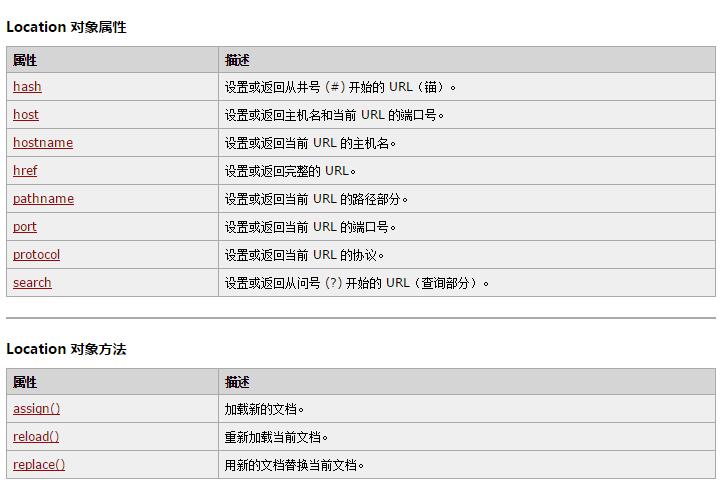 Location 对象属性
属性 描述
hash 设置或返回从井号 (#) 开始的 URL（锚）。
host 设置或返回主机名和当前 URL 的端口号。
hostname 设置或返回当前 URL 的主机名。
href 设置或返回完整的 URL。
pathname 设置或返回当前 URL 的路径部分。
port 设置或返回当前 URL 的端口号。
protocol 设置或返回当前 URL 的协议。
search 设置或返回从问号 (?) 开始的 URL（查询部分）。
Location 对象方法
属性 描述
assign() 加载新的文档。
reload() 重新加载当前文档。
replace() 用新的文档替换当前文档。